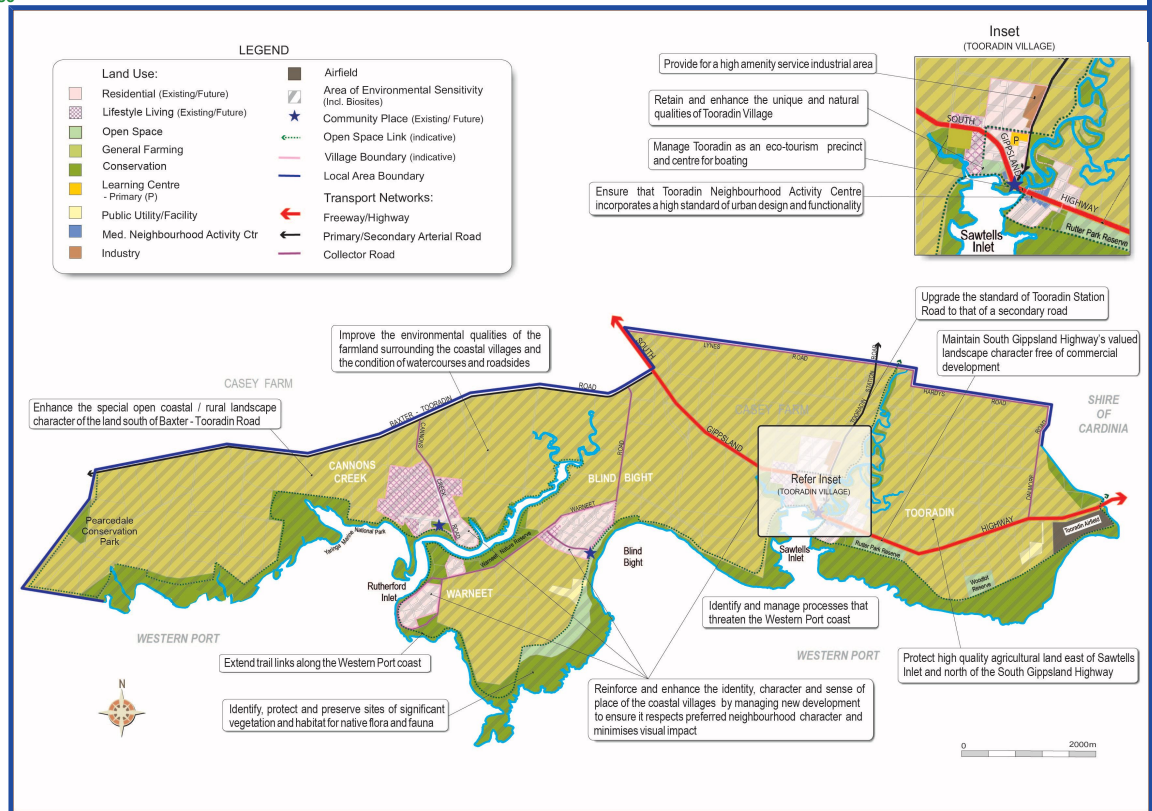 LEGEND
Land Use:
Residential (Existing/Future)
Lifestyle Living (Existing/Future)
Open Space
General Farming
Conservation
Learning Centre
- Primary (P)
Public Utility/Facility
Med. Neighbourhood Activity Ctr
Industry
Airfield
Area of Environmental Sensitivity
(Incl. Biosites)
Community Place (Existing/ Future)
Open Space Link (indicative)
Village Boundary (indicative)
Local Area Boundary
Transport Networks:
Freeway/Highway
Primary/Secondary Arterial Road
Collector Road
Inset
(TOORADIN VILLAGE)
Provide for a high amenity service industrial area
Retain and enhance the unique and natural
qualities of Tooradin Village
Manage Tooradin as an eco-tourism precinct
and centre for boating
Ensure that Tooradin Neighbourhood Activity Centre
incorporates a high standard of urban design and functionality
SOUTH
GIPPSLAND
P
HIGHWAY
Rutter Park Reserve
Sawtells
Inlet
Upgrade the standard of Tooradin Station
Road to that of a secondary road
Maintain South Gippsland Highway's valued
landscape character free of commercial
development
Improve the environmental qualities of the
farmland surrounding the coastal villages and
the condition of watercourses and roadsides
Enhance the special open coastal / rural landscape
character of the land south of Baxter - Tooradin Road
CASEY FARM
SHIRE
OF
CARDINIA
BAXTER - TOORADIN
ROAD
SOUTH
GIPPSLAND
HIGHWAY
LYNES
ROAD
TOORADIN STATION
ROAD
HARDYS
ROAD
DALMORE
ROAD
CASEY FARM
CANNONS
CREEK
ROAD
CANNONS
CREEK
BLIND BIGHT
ROAD
WARNEET
Refer Inset
(TOORADIN VILLAGE)
TOORADIN
Tooradin Airfield
Pearcedale
Conservation
Park
Yaringa Marine National Park
Warneet Nature Reserve
Rutherford
Inlet
WARNEET
Blind
Bight
Sawtells
Inlet
Rutter Park Reserve
Woodlot
Reserve
WESTERN PORT
WESTERN PORT
Identify and manage processes that
threaten the Western Port coast
Extend trail links along the Western Port coast
Protect high quality agricultural land east of Sawtells
Inlet and north of the South Gippsland Highway
Identify, protect and preserve sites of significant
vegetation and habitat for native flora and fauna
Reinforce and enhance the identity, character and sense of
place of the coastal villages by managing new development
to ensure it respects preferred neighbourhood character and
minimises visual impact
N
0 2000m